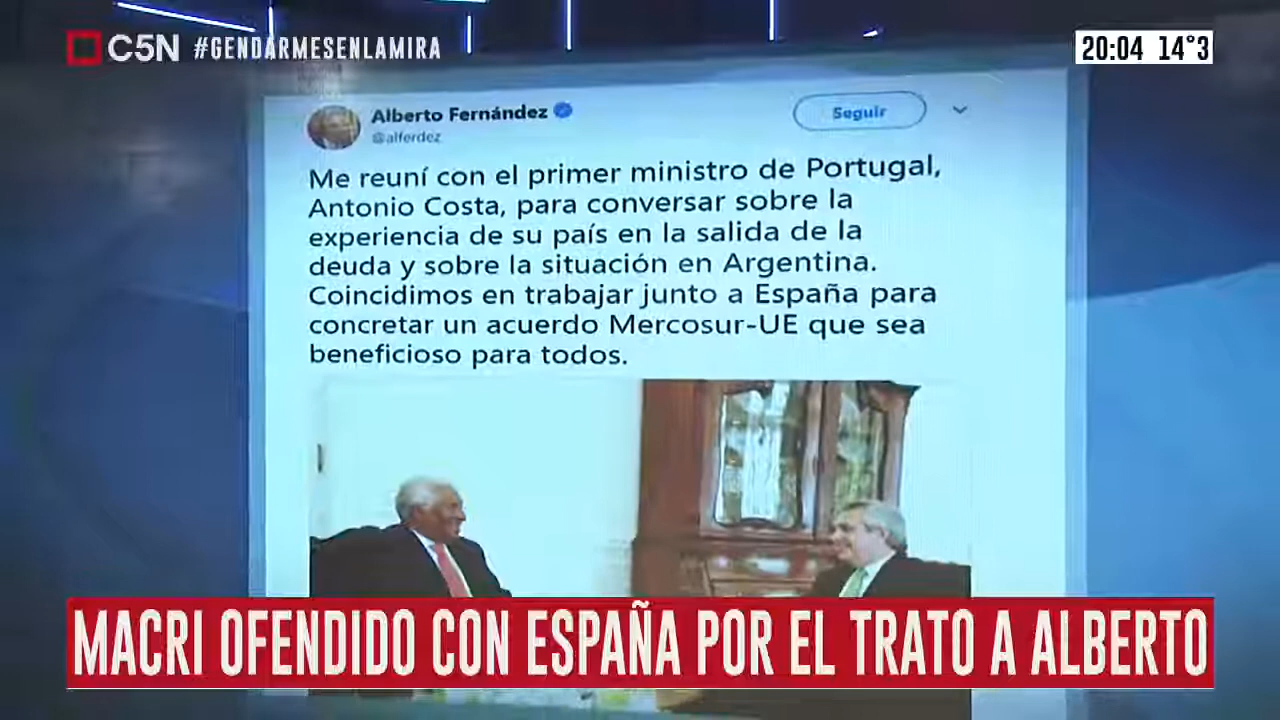 C5N #GENDARMESENLAMIRA
20:04 14°3
Alberto Fernández
@alferdez
Seguir
Me reuní con el primer ministro de Portugal,
Antonio Costa, para conversar sobre la
experiencia de su país en la salida de la
deuda y sobre la situación en Argentina.
Coincidimos en trabajar junto a España para
concretar un acuerdo Mercosur-UE que sea
beneficioso para todos.
MACRI OFENDIDO CON ESPAÑA POR EL TRATO A ALBERTO